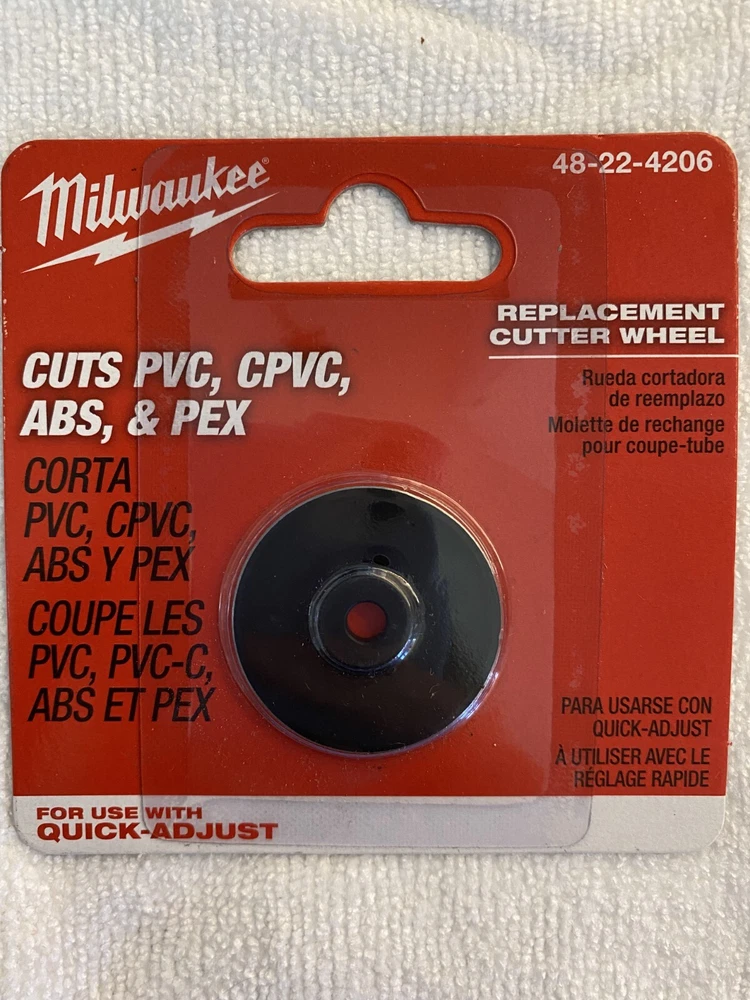 Milwaukee®
48-22-4206
REPLACEMENT
CUTTER WHEEL
Rueda cortadora
de reemplazo
Molette de rechange
pour coupe-tube
CUTS PVC, CPVC,
ABS, & PEX
CORTA
PVC, CPVC,
ABS Y PEX
COUPE LES
PVC, PVC-C,
ABS ET PEX
PARA USARSE CON
QUICK-ADJUST
À UTILISER AVEC LE
RÉGLAGE RAPIDE
FOR USE WITH
QUICK-ADJUST